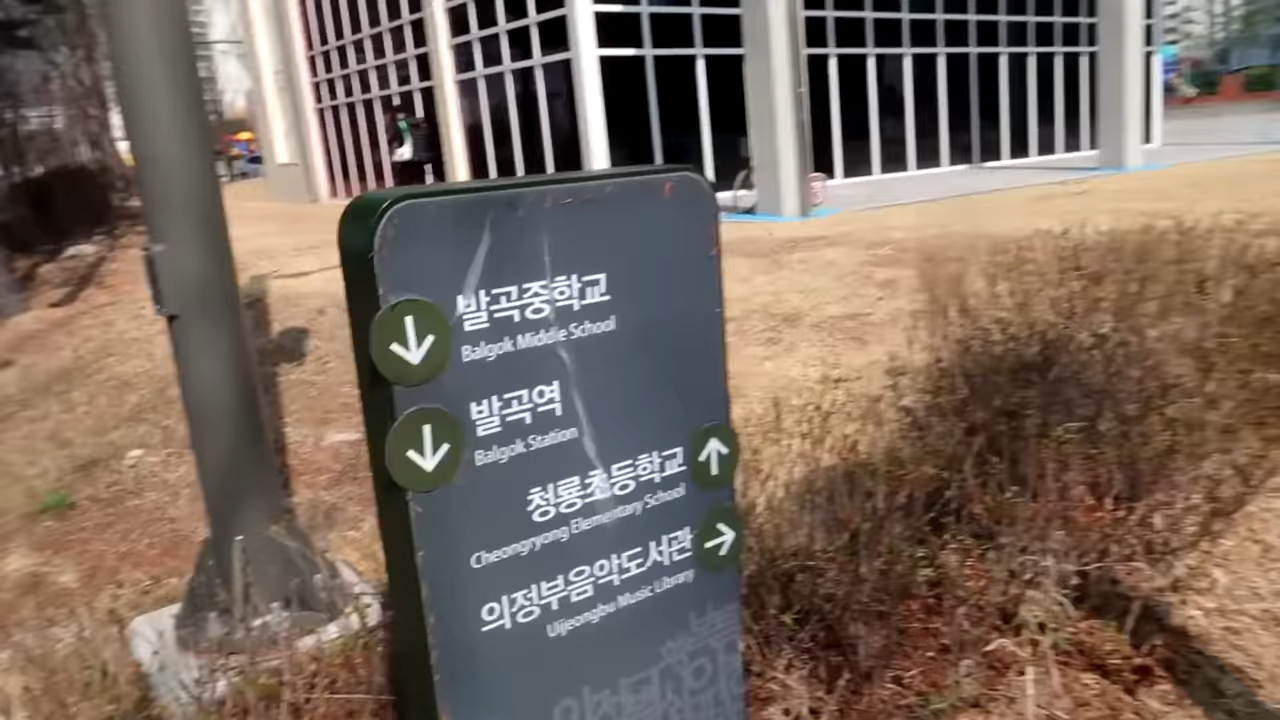 발곡중학교
Balgok Middle School
발곡역
Balgok Station
청룡초등학교
Cheongryong Elementary School
의정부음악도서관
Uijeongbu Music Library